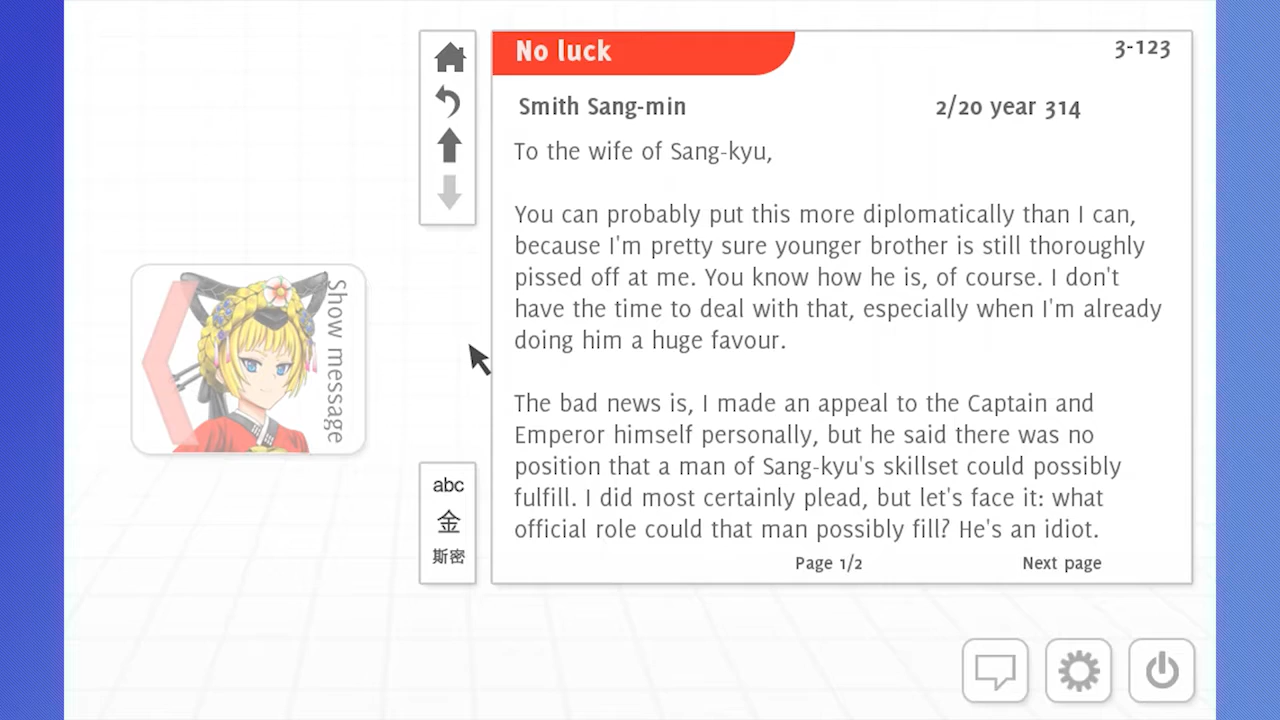 No luck
3-123
Smith Sang-min
2/20 year 314
To the wife of Sang-kyu,
You can probably put this more diplomatically than I can,
because I'm pretty sure younger brother is still thoroughly
pissed off at me. You know how he is, of course. I don't
have the time to deal with that, especially when I'm already
doing him a huge favour.
The bad news is, I made an appeal to the Captain and
Emperor himself personally, but he said there was no
position that a man of Sang-kyu's skillset could possibly
fulfill. I did most certainly plead, but let's face it: what
official role could that man possibly fill? He's an idiot.
Page 1/2
Next page
Show message
abc
金
斯密